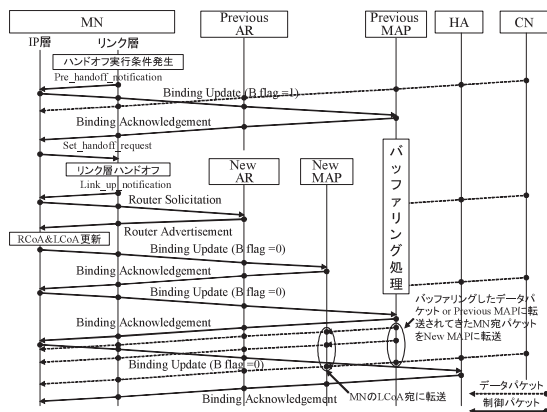 MN
Previous
AR
Previous
MAP
HA
CN
IP層
リンク層
ハンドオフ実行条件発生
Pre_handoff_notification
Binding Update (B flag =1)
Binding Acknowledgement
Set_handoff_request
リンク層ハンドオフ
Link_up_notification
New
AR
New
MAP
バッファリング処理
Router Solicitation
Router Advertisement
RCoA&LCoA更新
Binding Update (B flag =0)
Binding Acknowledgement
Binding Update (B flag =0)
バッファリングしたデータパ
ケット or Previous MAPに転
送されてきたMN宛パケット
をNew MAPに転送
Binding Acknowledgement
Binding Update (B flag =0)
MNのLCoA宛に転送
Binding Acknowledgement
データパケット
制御パケット